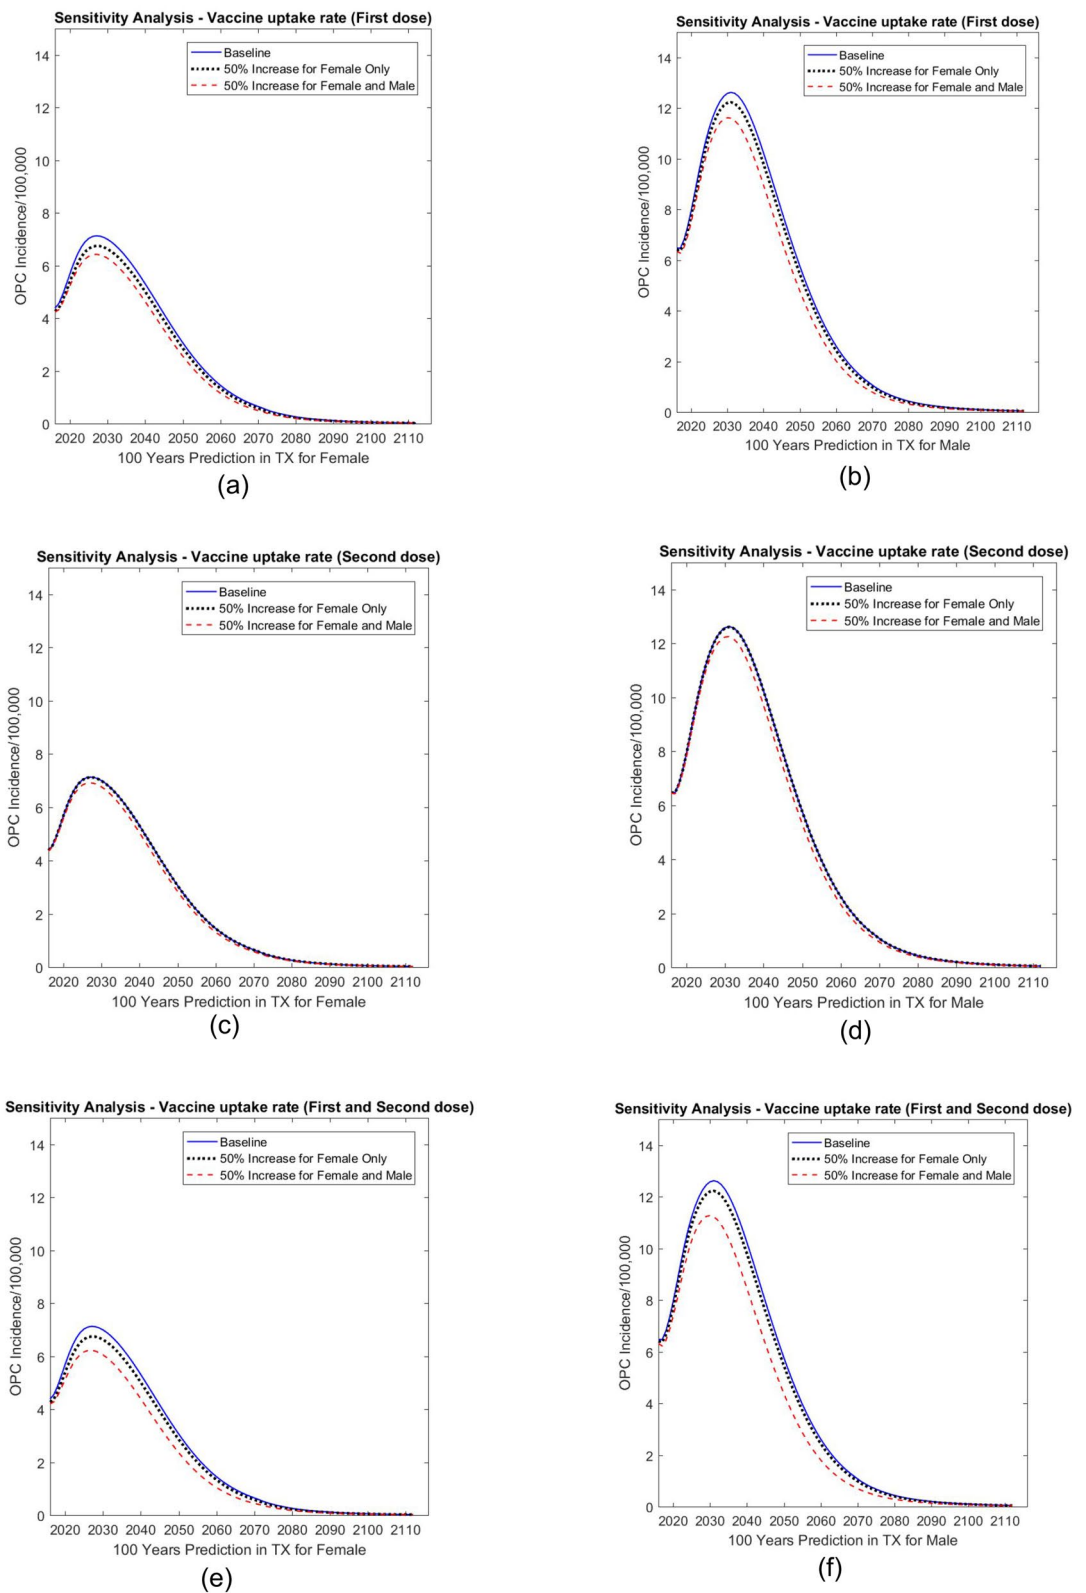 Sensitivity Analysis - Vaccine uptake rate (First dose)
14
12
10
8
6
4
2
0
OPC Incidence/100,000
Baseline
50% Increase for Female Only
50% Increase for Female and Male
2020 2030 2040 2050 2060 2070 2080 2090 2100 2110
100 Years Prediction in TX for Female
(a)
Sensitivity Analysis - Vaccine uptake rate (First dose)
14
12
10
8
6
4
2
0
OPC Incidence/100,000
Baseline
50% Increase for Female Only
50% Increase for Female and Male
2020 2030 2040 2050 2060 2070 2080 2090 2100 2110
100 Years Prediction in TX for Male
(b)
Sensitivity Analysis - Vaccine uptake rate (Second dose)
14
12
10
8
6
4
2
0
OPC Incidence/100,000
Baseline
50% Increase for Female Only
50% Increase for Female and Male
2020 2030 2040 2050 2060 2070 2080 2090 2100 2110
100 Years Prediction in TX for Female
(c)
Sensitivity Analysis - Vaccine uptake rate (Second dose)
14
12
10
8
6
4
2
0
OPC Incidence/100,000
Baseline
50% Increase for Female Only
50% Increase for Female and Male
2020 2030 2040 2050 2060 2070 2080 2090 2100 2110
100 Years Prediction in TX for Male
(d)
Sensitivity Analysis - Vaccine uptake rate (First and Second dose)
14
12
10
8
6
4
2
0
OPC Incidence/100,000
Baseline
50% Increase for Female Only
50% Increase for Female and Male
2020 2030 2040 2050 2060 2070 2080 2090 2100 2110
100 Years Prediction in TX for Female
(e)
Sensitivity Analysis - Vaccine uptake rate (First and Second dose)
14
12
10
8
6
4
2
0
OPC Incidence/100,000
Baseline
50% Increase for Female Only
50% Increase for Female and Male
2020 2030 2040 2050 2060 2070 2080 2090 2100 2110
100 Years Prediction in TX for Male
(f)